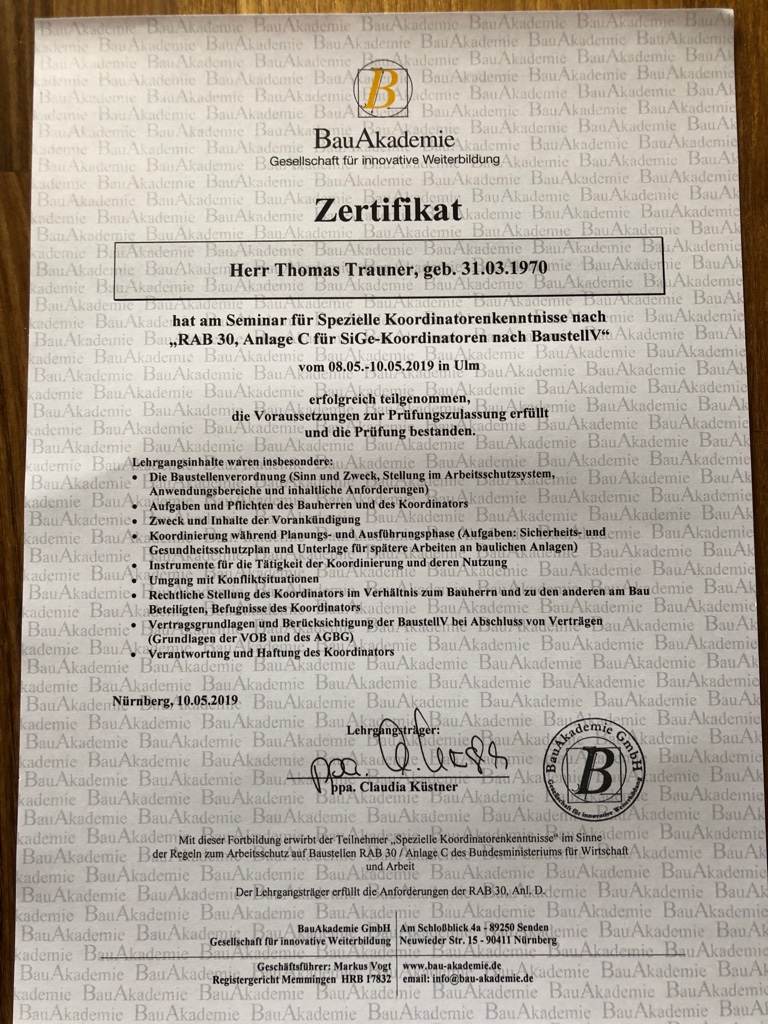 B
BauAkademie
Gesellschaft für innovative Weiterbildung
Zertifikat
Herr Thomas Trauner, geb. 31.03.1970
hat am Seminar für Spezielle Koordinatorenkenntnisse nach
„RAB 30, Anlage C für SiGe-Koordinatoren nach BaustellV“
vom 08.05.-10.05.2019 in Ulm
erfolgreich teilgenommen,
die Voraussetzungen zur Prüfungszulassung erfüllt
und die Prüfung bestanden.
Lehrgangsinhalte waren insbesondere:
• Die Baustellenverordnung (Sinn und Zweck, Stellung im Arbeitsschutzsystem,
Anwendungsbereiche und inhaltliche Anforderungen)
• Aufgaben und Pflichten des Bauherren und des Koordinators
• Zweck und Inhalte der Vorankündigung
• Koordinierung während Planungs- und Ausführungsphase (Aufgaben: Sicherheits- und
Gesundheitsschutzplan und Unterlage für spätere Arbeiten an baulichen Anlagen)
• Instrumente für die Tätigkeit der Koordinierung und deren Nutzung
• Umgang mit Konfliktsituationen
• Rechtliche Stellung des Koordinators im Verhältnis zum Bauherrn und zu den anderen am Bau
Beteiligten, Befugnisse des Koordinators
• Vertragsgrundlagen und Berücksichtigung der BaustellV bei Abschluss von Verträgen
(Grundlagen der VOB und des AGBG)
• Verantwortung und Haftung des Koordinators
Nürnberg, 10.05.2019
Lehrgangsträger:
ppa.
ppa. Claudia Küstner
BauAkademie GmbH
B
Gesellschaft für innovative Weiterbildung
Mit dieser Fortbildung erwirbt der Teilnehmer „Spezielle Koordinatorenkenntnisse“ im Sinne
der Regeln zum Arbeitsschutz auf Baustellen RAB 30 / Anlage C des Bundesministeriums für Wirtschaft
und Arbeit
Der Lehrgangsträger erfüllt die Anforderungen der RAB 30, Anl. D.
BauAkademie GmbH Am Schloßblick 4a - 89250 Senden
Gesellschaft für innovative Weiterbildung Neuwieder Str. 15 - 90411 Nürnberg
Geschäftsführer: Markus Vogt www.bau-akademie.de
Registergericht Memmingen HRB 17832 email: info@bau-akademie.de